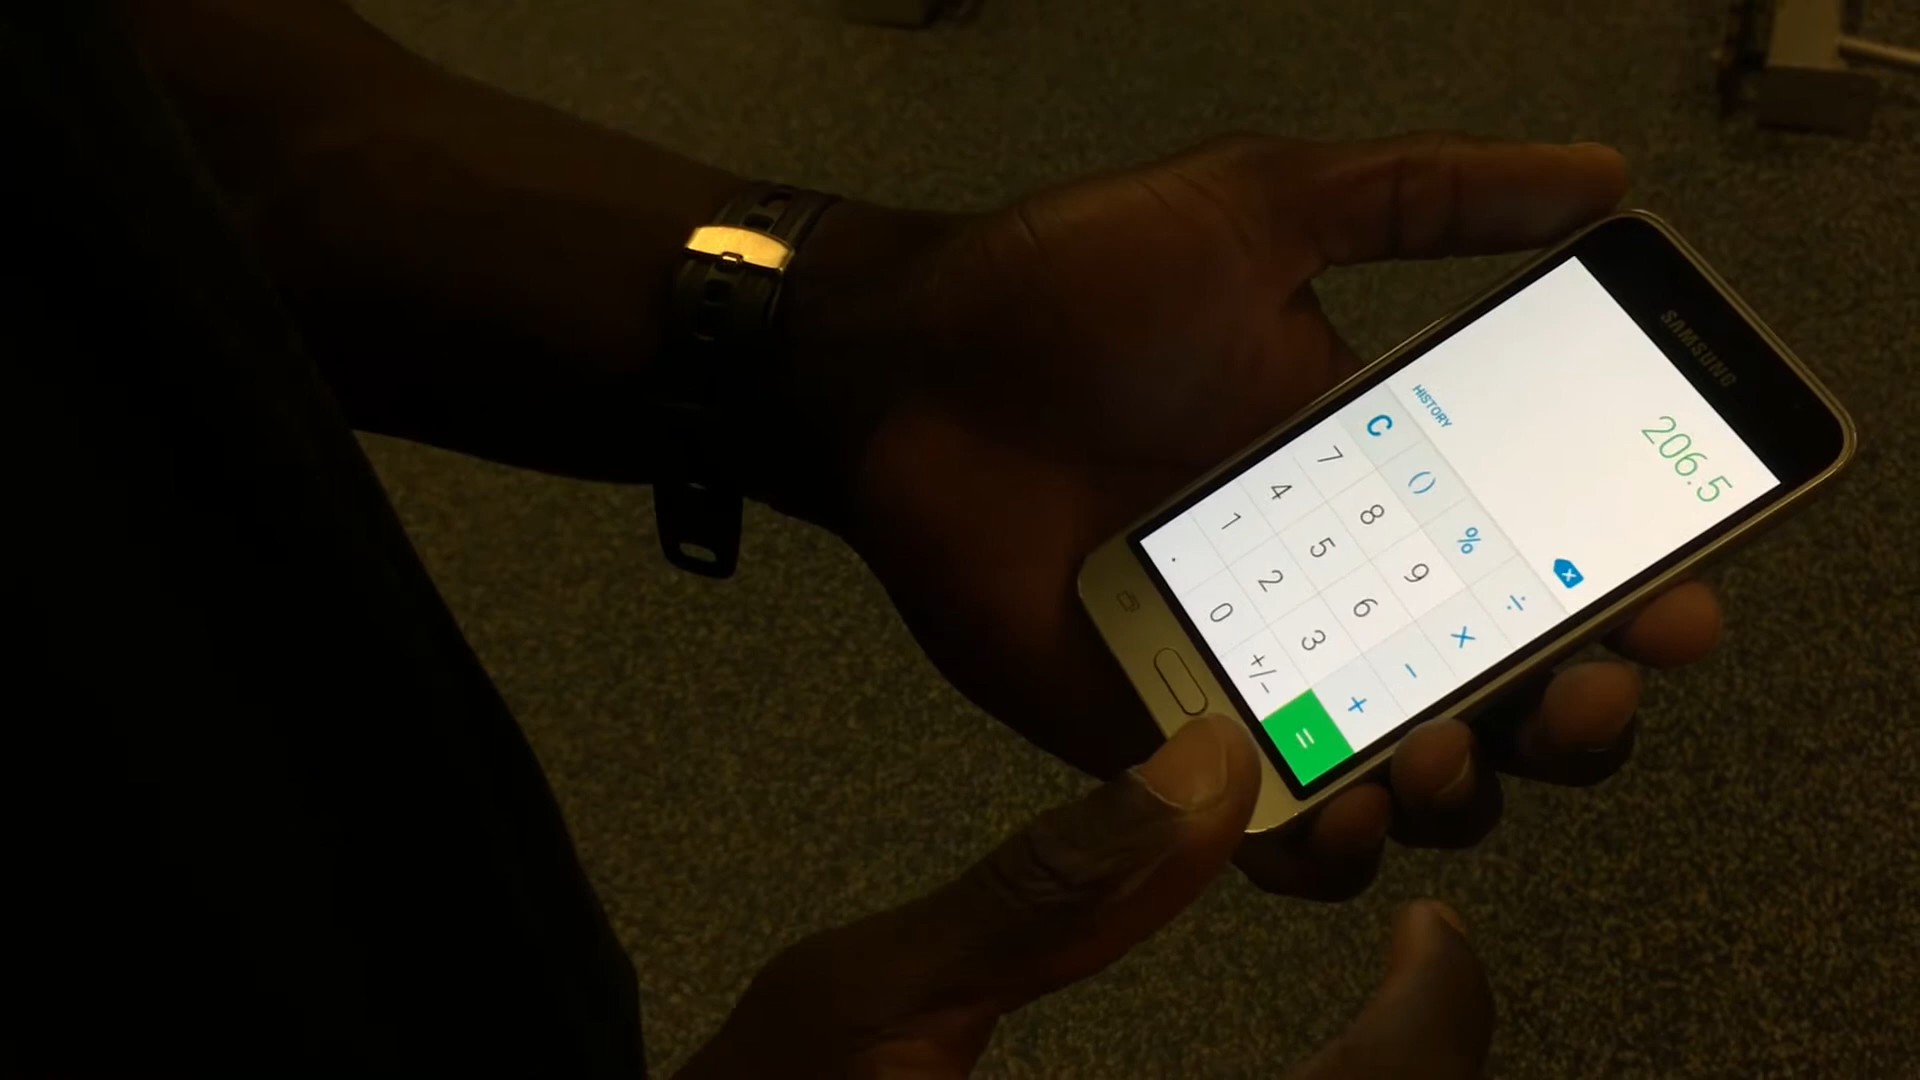 SAMSUNG
206.5
HISTORY
C () % ÷
7 8 9 ×
4 5 6 −
1 2 3 +
. 0 +/− =